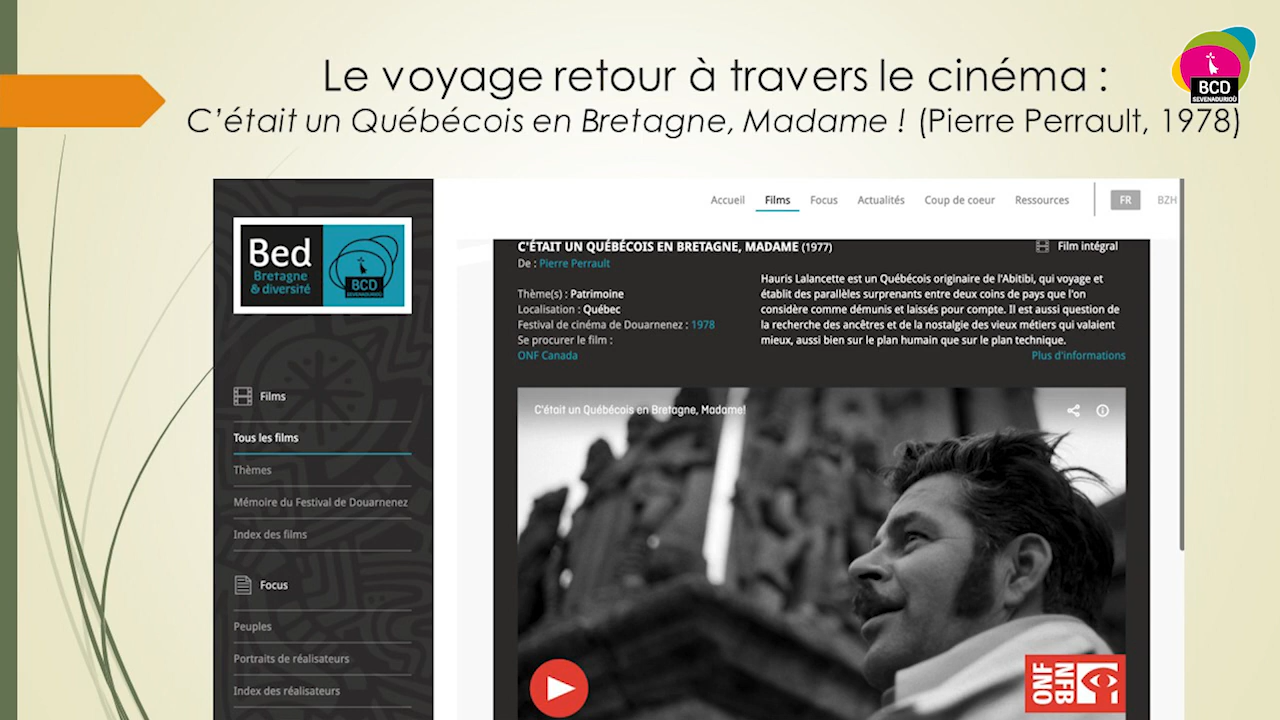 Le voyage retour à travers le cinéma :
C'était un Québécois en Bretagne, Madame ! (Pierre Perrault, 1978)
BCD
SEVENADURIOÙ
Accueil Films Focus Actualités Coup de coeur Ressources FR BZH
Bed
Bretagne
& diversité
BCD
SEVENADURIOÙ
Films
Tous les films
Thèmes
Mémoire du Festival de Douarnenez
Index des films
Focus
Peuples
Portraits de réalisateurs
Index des réalisateurs
C'ÉTAIT UN QUÉBÉCOIS EN BRETAGNE, MADAME (1977)
Film intégral
De : Pierre Perrault
Thème(s) : Patrimoine
Localisation : Québec
Festival de cinéma de Douarnenez : 1978
Se procurer le film :
ONF Canada
Hauris Lalancette est un Québécois originaire de l'Abitibi, qui voyage et
établit des parallèles surprenants entre deux coins de pays que l'on
considère comme démunis et laissés pour compte. Il est aussi question de
la recherche des ancêtres et de la nostalgie des vieux métiers qui valaient
mieux, aussi bien sur le plan humain que sur le plan technique.
Plus d'informations
C'était un Québécois en Bretagne, Madame!
ONF
NFB